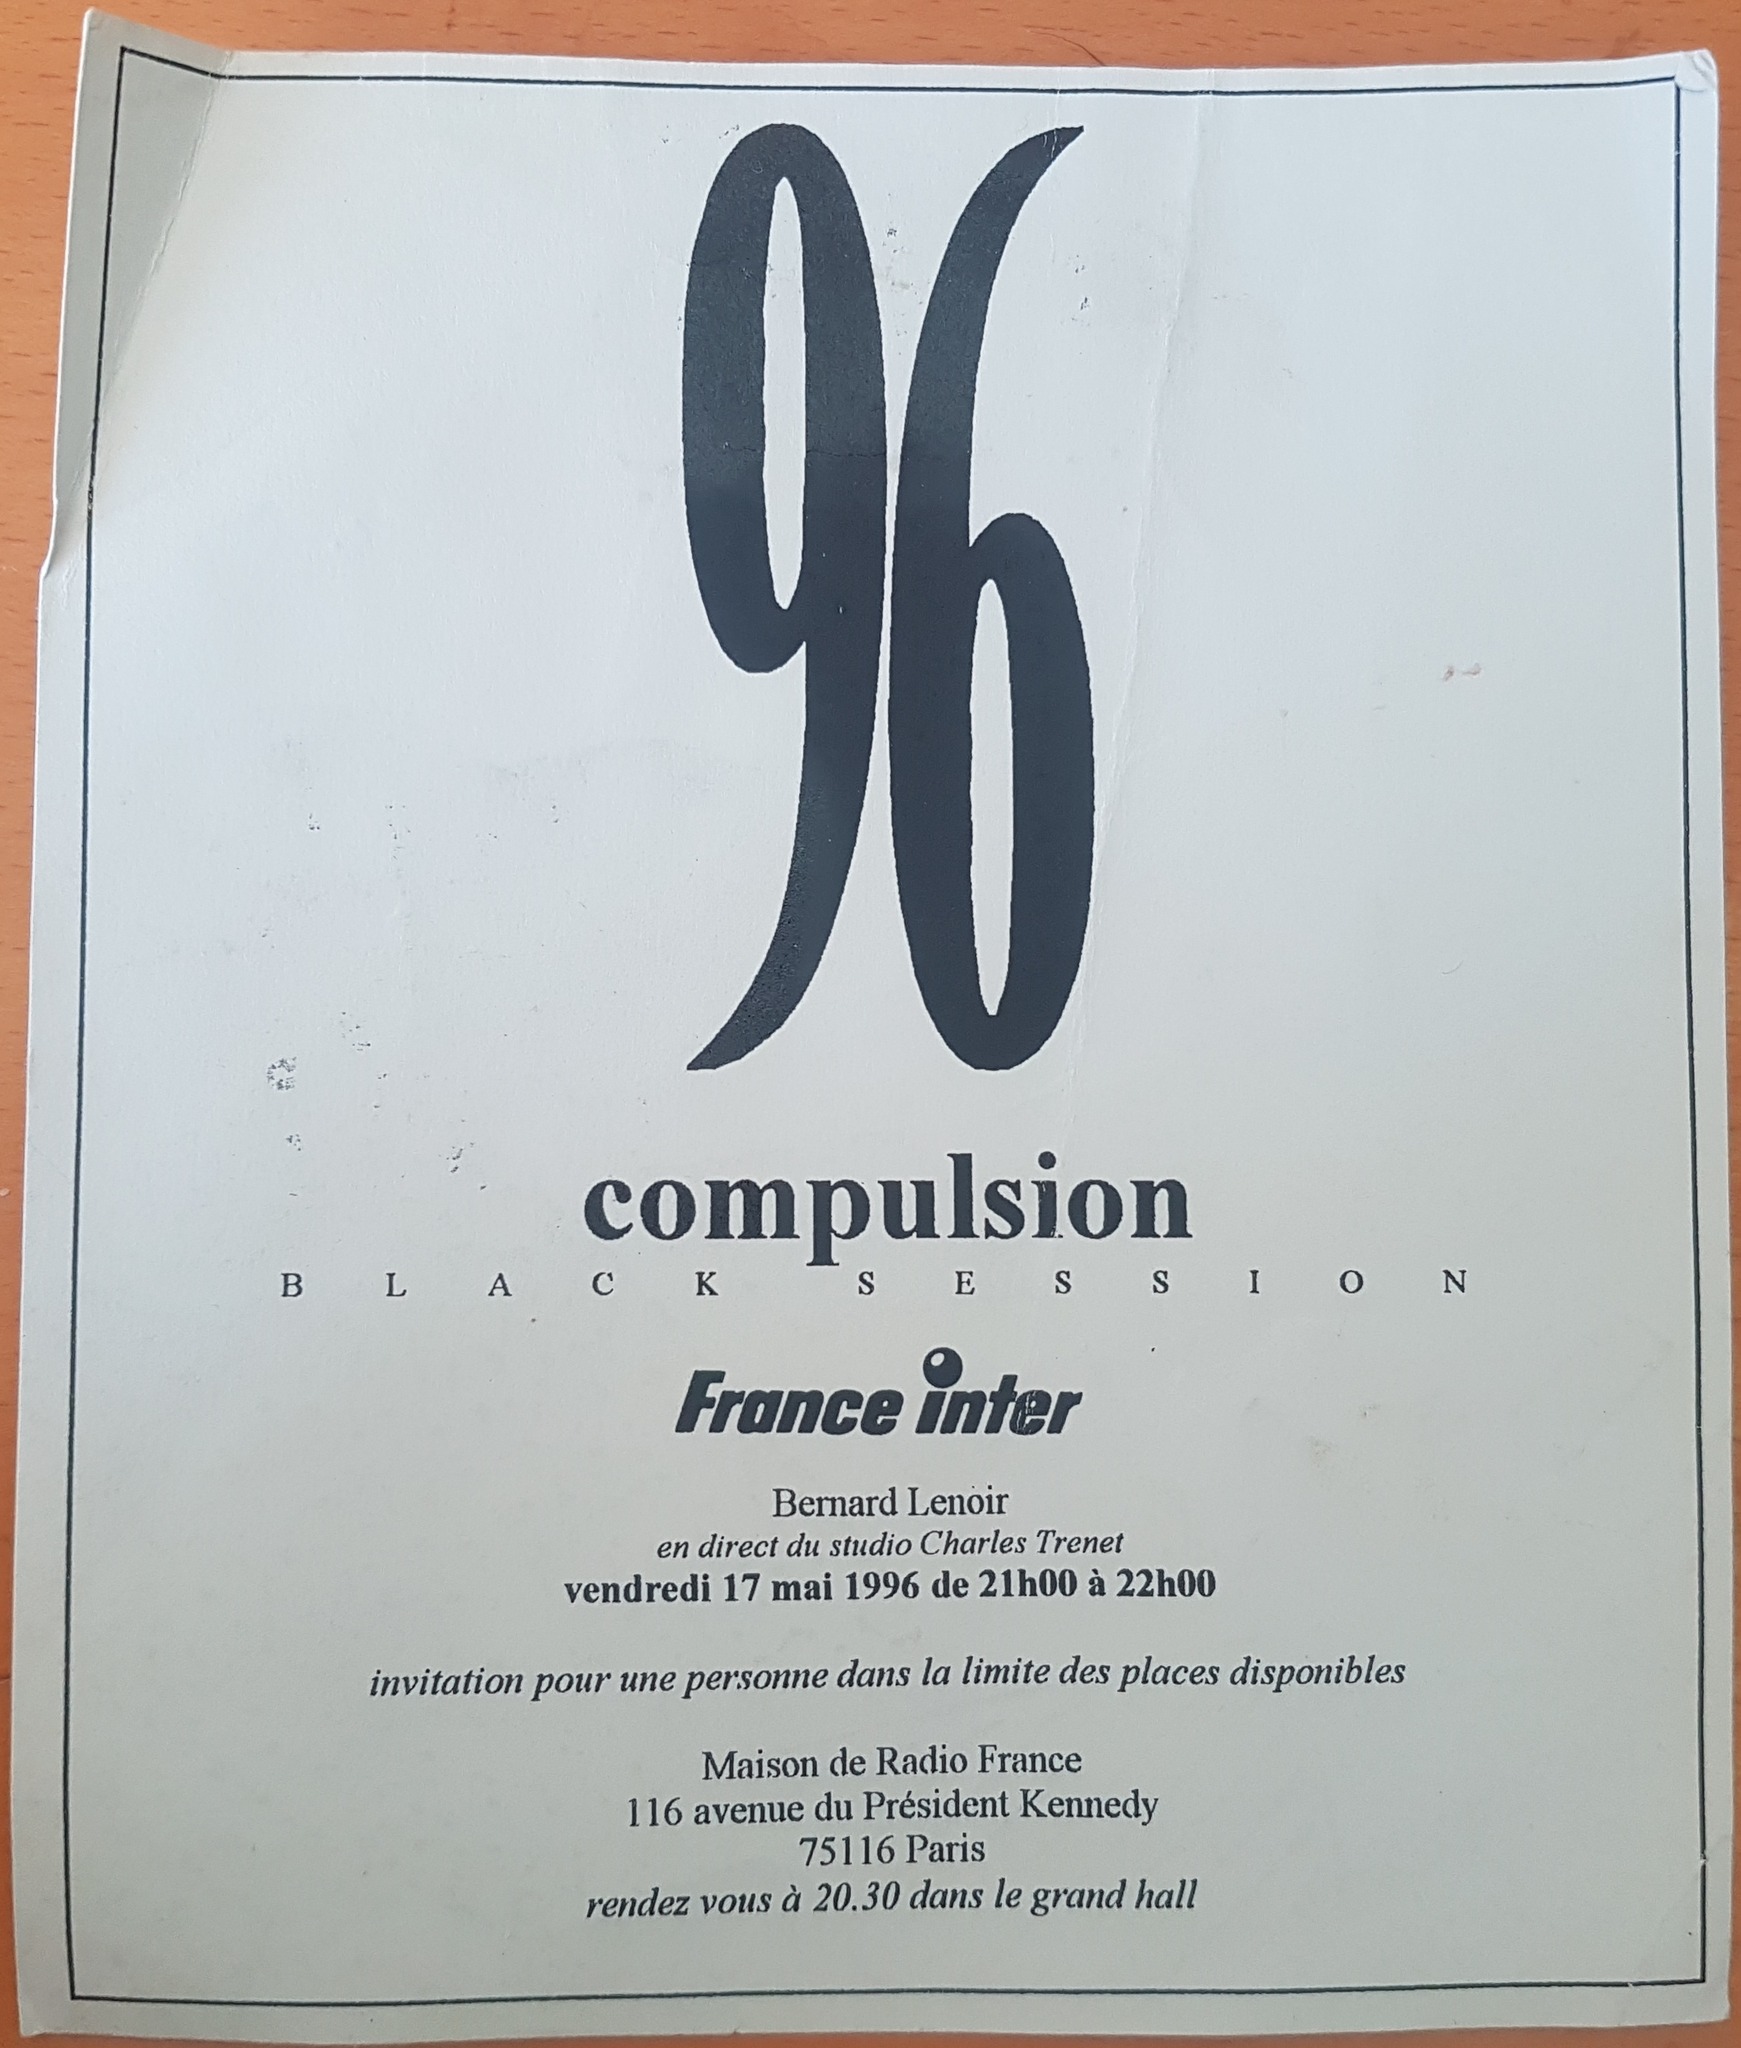 96
compulsion
BLACK SESSION
France inter
Bernard Lenoir
en direct du studio Charles Trenet
vendredi 17 mai 1996 de 21h00 à 22h00
invitation pour une personne dans la limite des places disponibles
Maison de Radio France
116 avenue du Président Kennedy
75116 Paris
rendez vous à 20.30 dans le grand hall